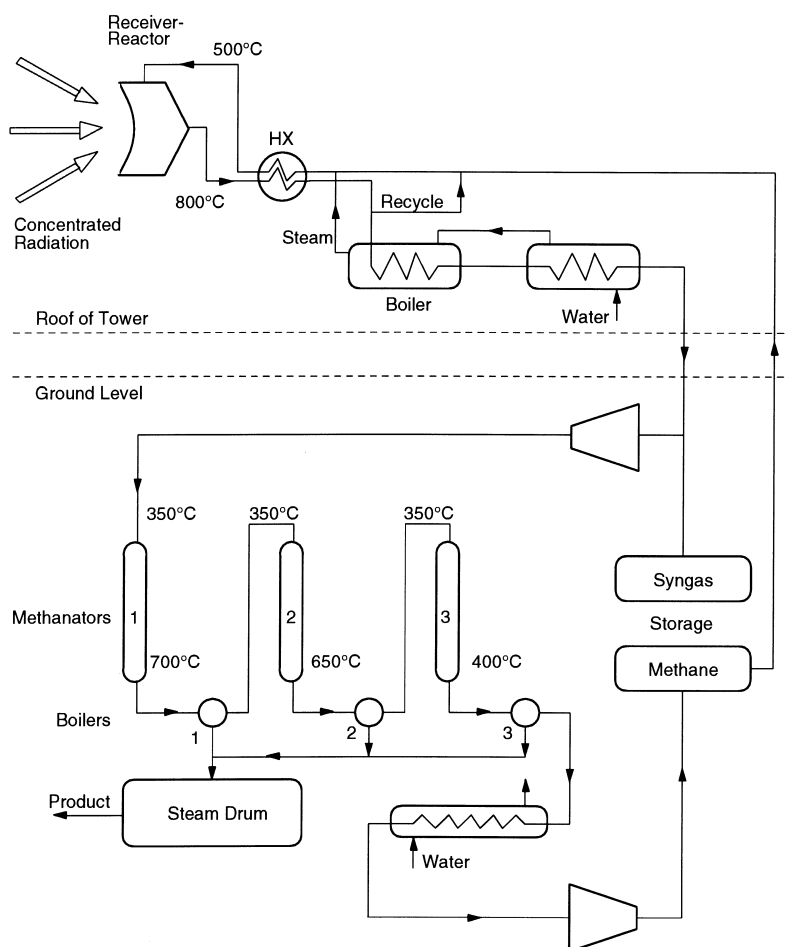 Receiver-
Reactor
500°C
HX
800°C
Recycle
Concentrated
Radiation
Steam
Boiler
Water
Roof of Tower
Ground Level
350°C
350°C
350°C
Syngas
Methanators
1
2
3
Storage
700°C
650°C
400°C
Methane
Boilers
1
2
3
Product
Steam Drum
Water